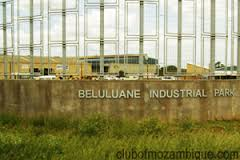 BELULUANE INDUSTRIAL PARK
clubofmozambique.com